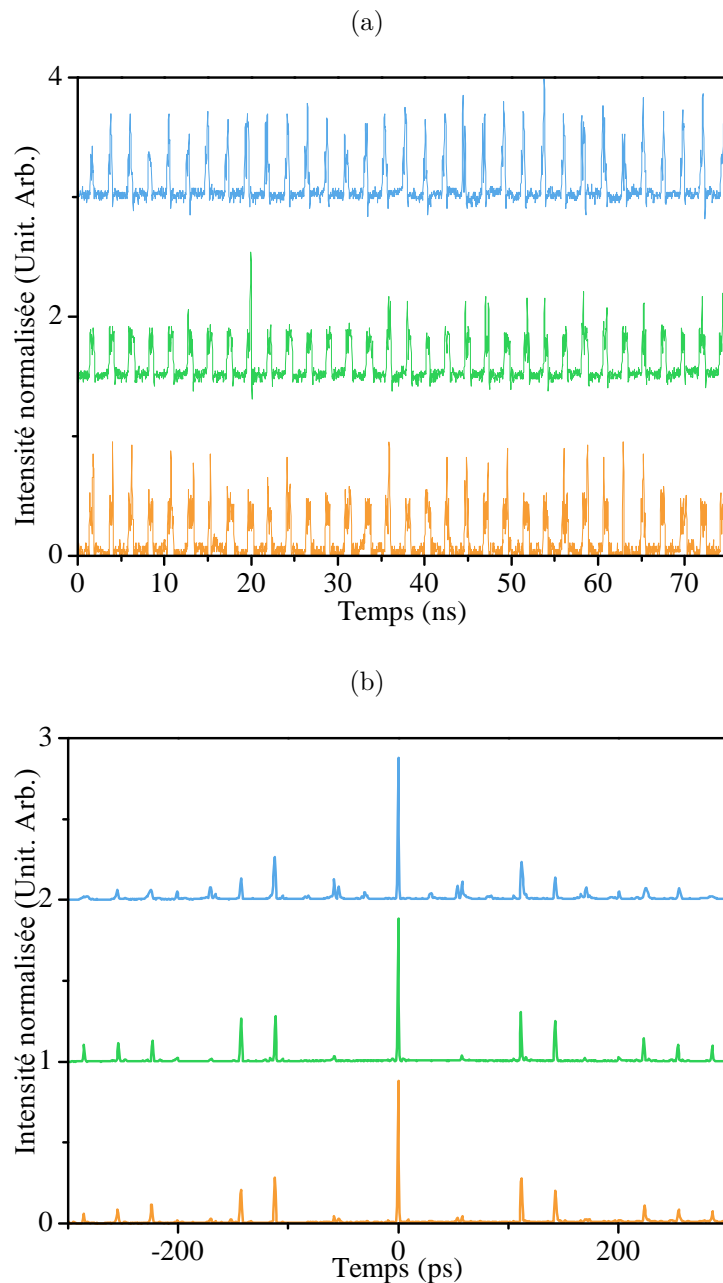 (a)
4
2
0
Intensité normalisée (Unit. Arb.)
0 10 20 30 40 50 60 70
Temps (ns)
(b)
3
2
1
0
Intensité normalisée (Unit. Arb.)
-200 0 200
Temps (ps)